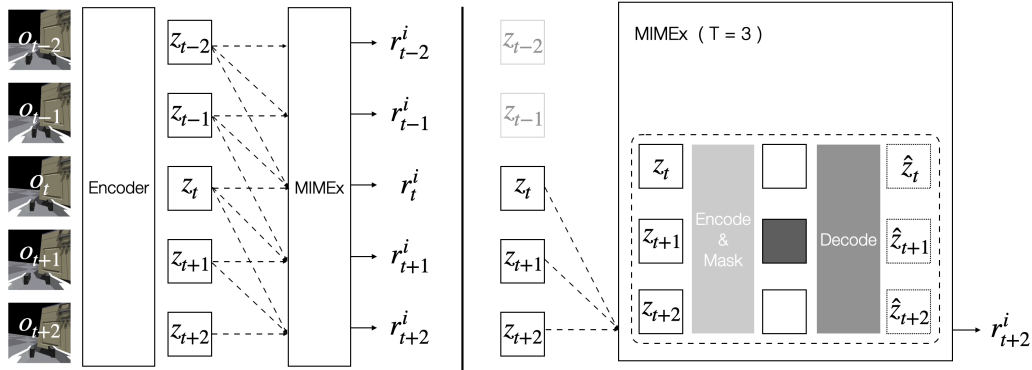 o_{t-2}
o_{t-1}
o_t
o_{t+1}
o_{t+2}
Encoder
z_{t-2}
z_{t-1}
z_t
z_{t+1}
z_{t+2}
MIMEx
r^i_{t-2}
r^i_{t-1}
r^i_t
r^i_{t+1}
r^i_{t+2}
z_{t-2}
z_{t-1}
z_t
z_{t+1}
z_{t+2}
MIMEx ( T = 3 )
z_t
z_{t+1}
z_{t+2}
Encode
&
Mask
Decode
ẑ_t
ẑ_{t+1}
ẑ_{t+2}
r^i_{t+2}